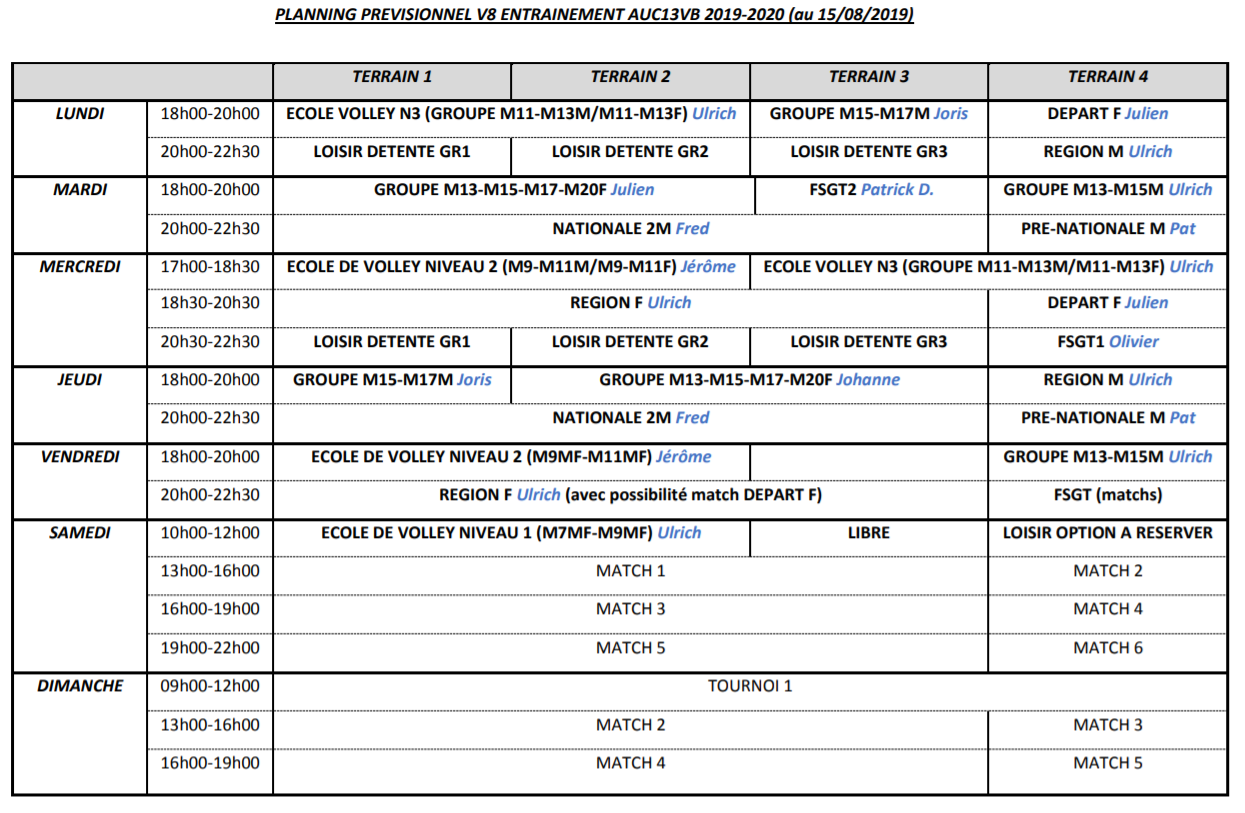 PLANNING PREVISIONNEL V8 ENTRAINEMENT AUC13VB 2019-2020 (au 15/08/2019)
TERRAIN 1 TERRAIN 2 TERRAIN 3 TERRAIN 4
LUNDI 18h00-20h00 ECOLE VOLLEY N3 (GROUPE M11-M13M/M11-M13F) Ulrich GROUPE M15-M17M Joris DEPART F Julien
20h00-22h30 LOISIR DETENTE GR1 LOISIR DETENTE GR2 LOISIR DETENTE GR3 REGION M Ulrich
MARDI 18h00-20h00 GROUPE M13-M15-M17-M20F Julien FSGT2 Patrick D. GROUPE M13-M15M Ulrich
20h00-22h30 NATIONALE 2M Fred PRE-NATIONALE M Pat
MERCREDI 17h00-18h30 ECOLE DE VOLLEY NIVEAU 2 (M9-M11M/M9-M11F) Jérôme ECOLE VOLLEY N3 (GROUPE M11-M13M/M11-M13F) Ulrich
18h30-20h30 REGION F Ulrich DEPART F Julien
20h30-22h30 LOISIR DETENTE GR1 LOISIR DETENTE GR2 LOISIR DETENTE GR3 FSGT1 Olivier
JEUDI 18h00-20h00 GROUPE M15-M17M Joris GROUPE M13-M15-M17-M20F Johanne REGION M Ulrich
20h00-22h30 NATIONALE 2M Fred PRE-NATIONALE M Pat
VENDREDI 18h00-20h00 ECOLE DE VOLLEY NIVEAU 2 (M9MF-M11MF) Jérôme GROUPE M13-M15M Ulrich
20h00-22h30 REGION F Ulrich (avec possibilité match DEPART F) FSGT (matchs)
SAMEDI 10h00-12h00 ECOLE DE VOLLEY NIVEAU 1 (M7MF-M9MF) Ulrich LIBRE LOISIR OPTION A RESERVER
13h00-16h00 MATCH 1 MATCH 2
16h00-19h00 MATCH 3 MATCH 4
19h00-22h00 MATCH 5 MATCH 6
DIMANCHE 09h00-12h00 TOURNOI 1
13h00-16h00 MATCH 2 MATCH 3
16h00-19h00 MATCH 4 MATCH 5